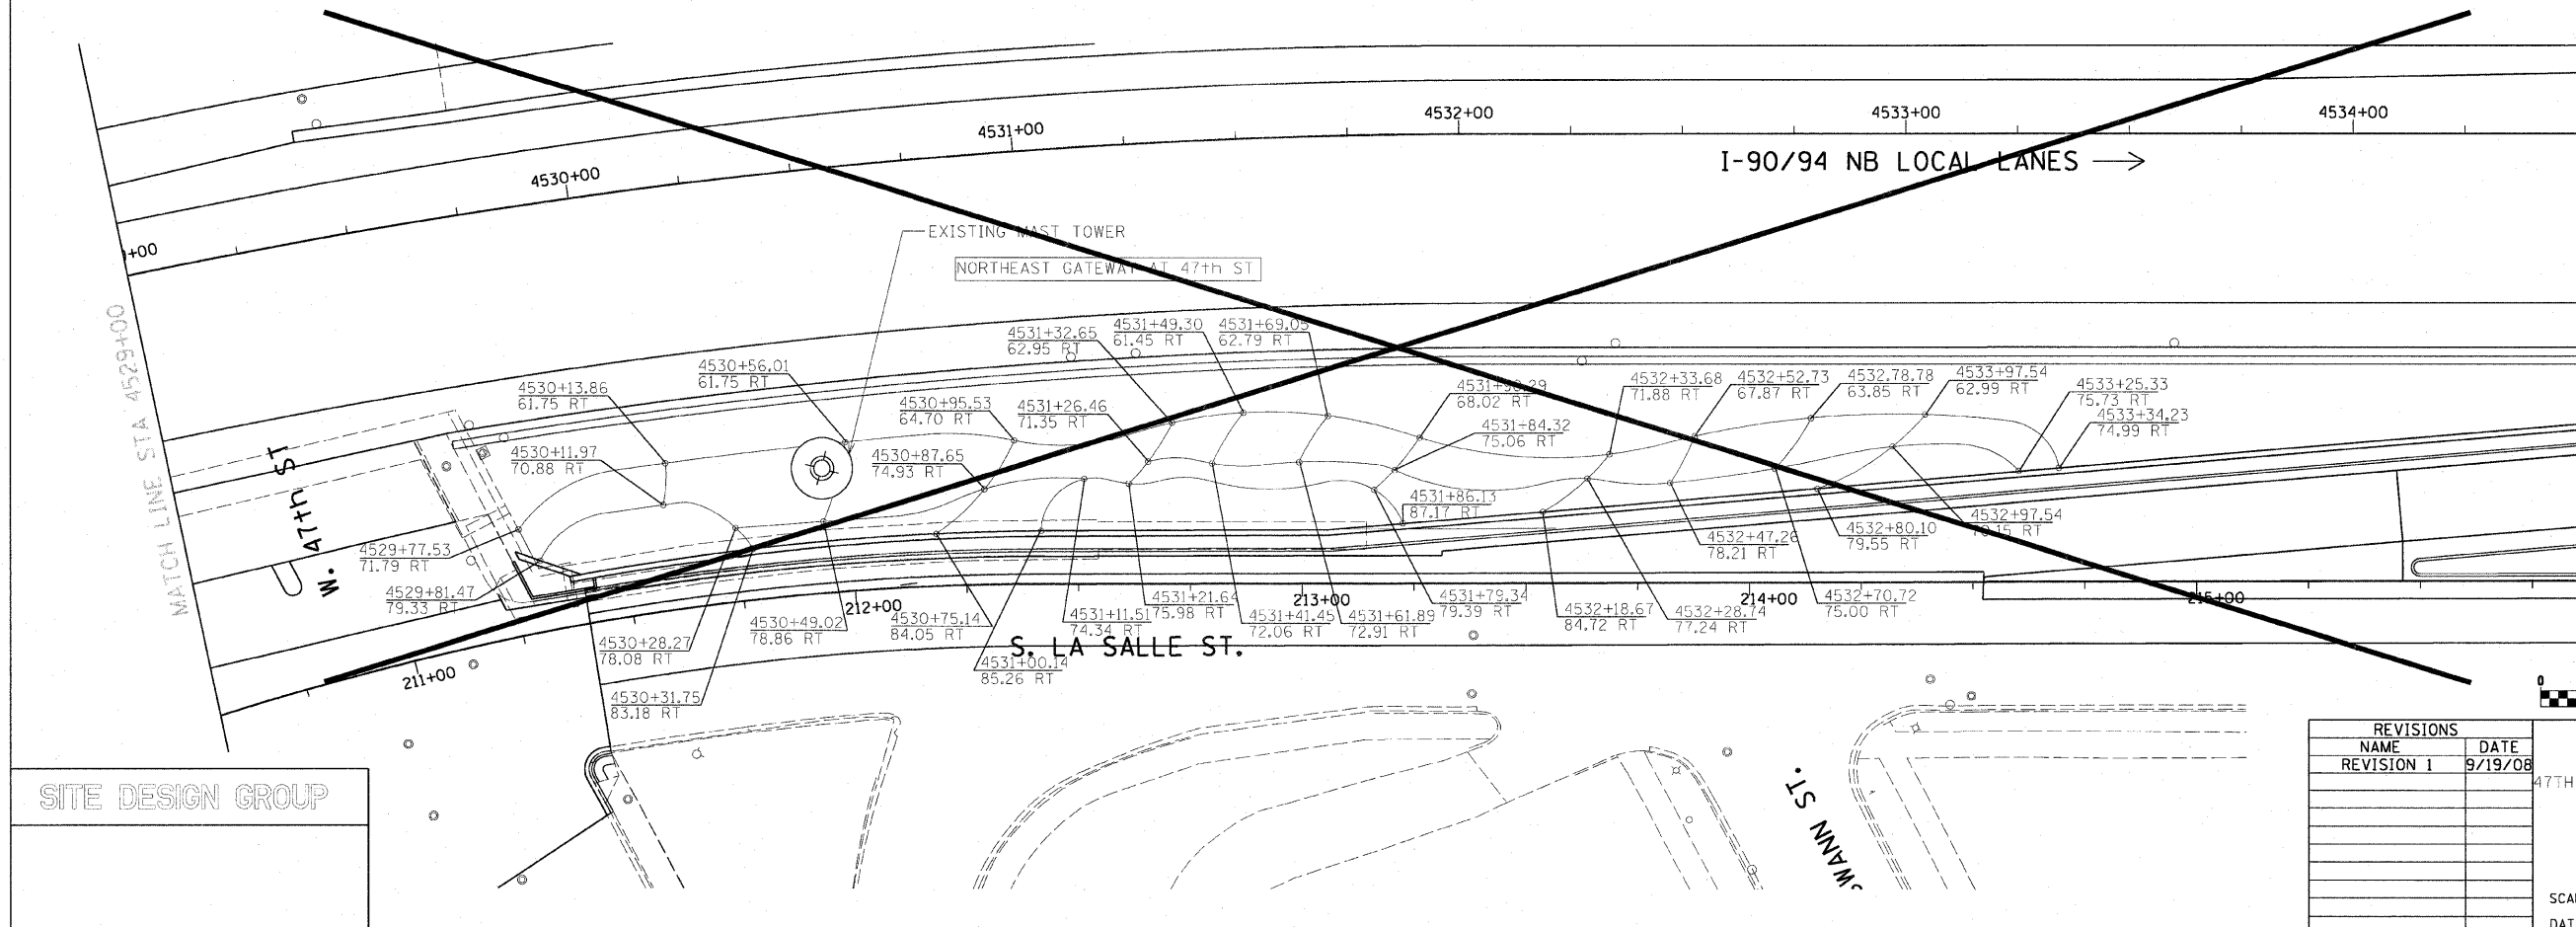 4532+00
4533+00
4534+00
4531+00
4530+00
I-90/94 NB LOCAL LANES
+00
EXISTING MAST TOWER
NORTHEAST GATEWAY AT 47th ST
MATCH LINE STA 4529+00
W. 47th ST
4531+32.65
62.95 RT
4531+49.30
61.45 RT
4531+69.05
62.79 RT
4530+56.01
61.75 RT
4530+13.86
61.75 RT
4530+95.53
64.70 RT
4531+26.46
71.35 RT
68.02 RT
4532+33.68
71.88 RT
4532+52.73
67.87 RT
4532.78.78
63.85 RT
4533+97.54
62.99 RT
4533+25.33
75.73 RT
4533+34.23
74.99 RT
4531+84.32
75.06 RT
4530+11.97
70.88 RT
4530+87.65
74.93 RT
4531+86.13
87.17 RT
4529+77.53
71.79 RT
4532+47.28
78.21 RT
4532+80.10
79.55 RT
4532+97.54
4529+81.47
79.33 RT
4530+28.27
78.08 RT
4530+49.02
78.86 RT
212+00
4530+75.14
84.05 RT
4531+11.51
74.34 RT
4531+21.64
75.98 RT
4531+41.45
72.06 RT
213+00
4531+61.89
72.91 RT
4531+79.34
79.39 RT
4532+18.67
84.72 RT
4532+28.74
77.24 RT
214+00
4532+70.72
75.00 RT
215+00
S. LA SALLE ST.
4531+00.14
85.26 RT
211+00
4530+31.75
83.18 RT
SWANN ST.
0
REVISIONS
NAME DATE
REVISION 1 9/19/08
47TH
SITE DESIGN GROUP
SCAL
DAT